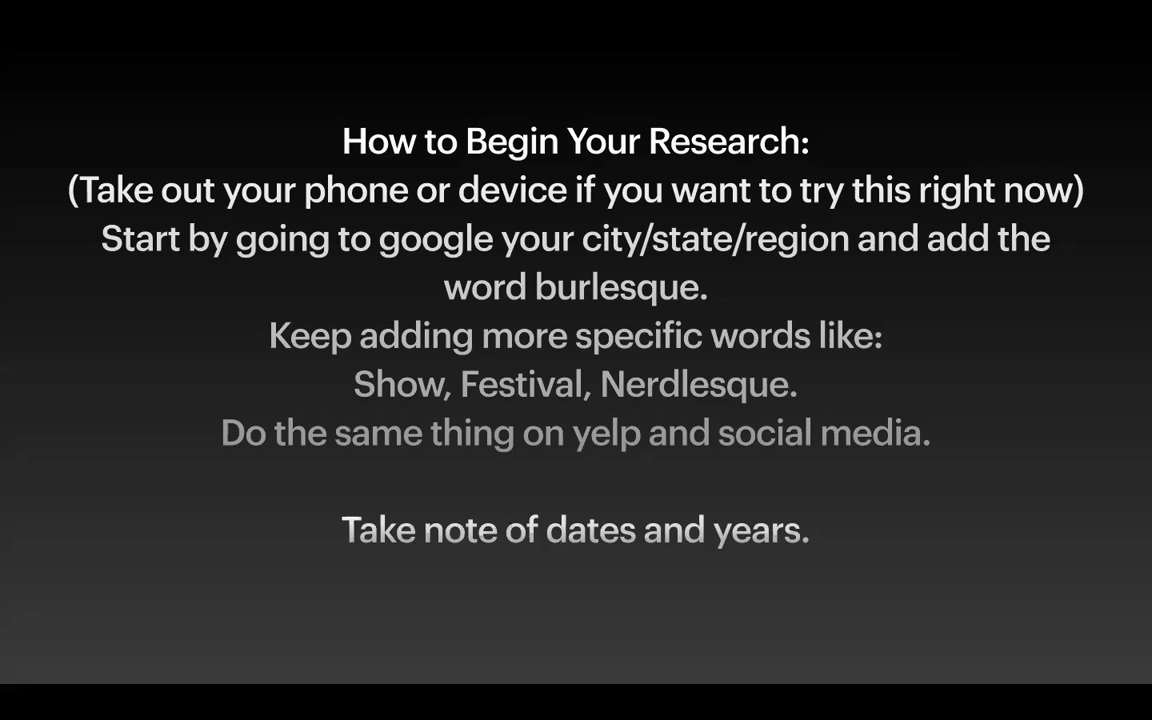 How to Begin Your Research:
(Take out your phone or device if you want to try this right now)
Start by going to google your city/state/region and add the
word burlesque.
Keep adding more specific words like:
Show, Festival, Nerdlesque.
Do the same thing on yelp and social media.
Take note of dates and years.